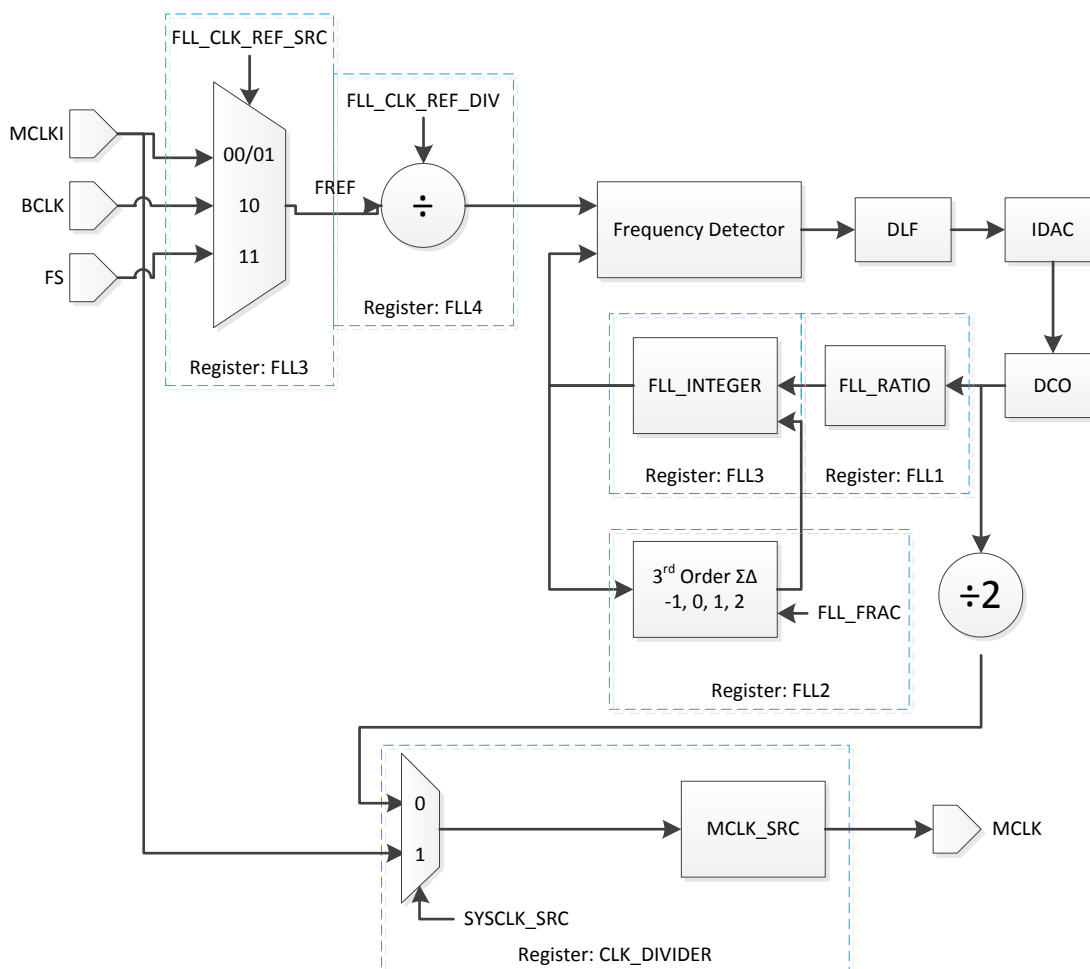 FLL_CLK_REF_SRC
FLL_CLK_REF_DIV
MCLKI
00/01
BCLK
10
FREF
÷
Frequency Detector
DLF
IDAC
FS
11
Register: FLL4
Register: FLL3
FLL_INTEGER
FLL_RATIO
DCO
Register: FLL3
Register: FLL1
3rd Order ΣΔ
-1, 0, 1, 2
FLL_FRAC
÷2
Register: FLL2
0
1
MCLK_SRC
MCLK
SYSCLK_SRC
Register: CLK_DIVIDER